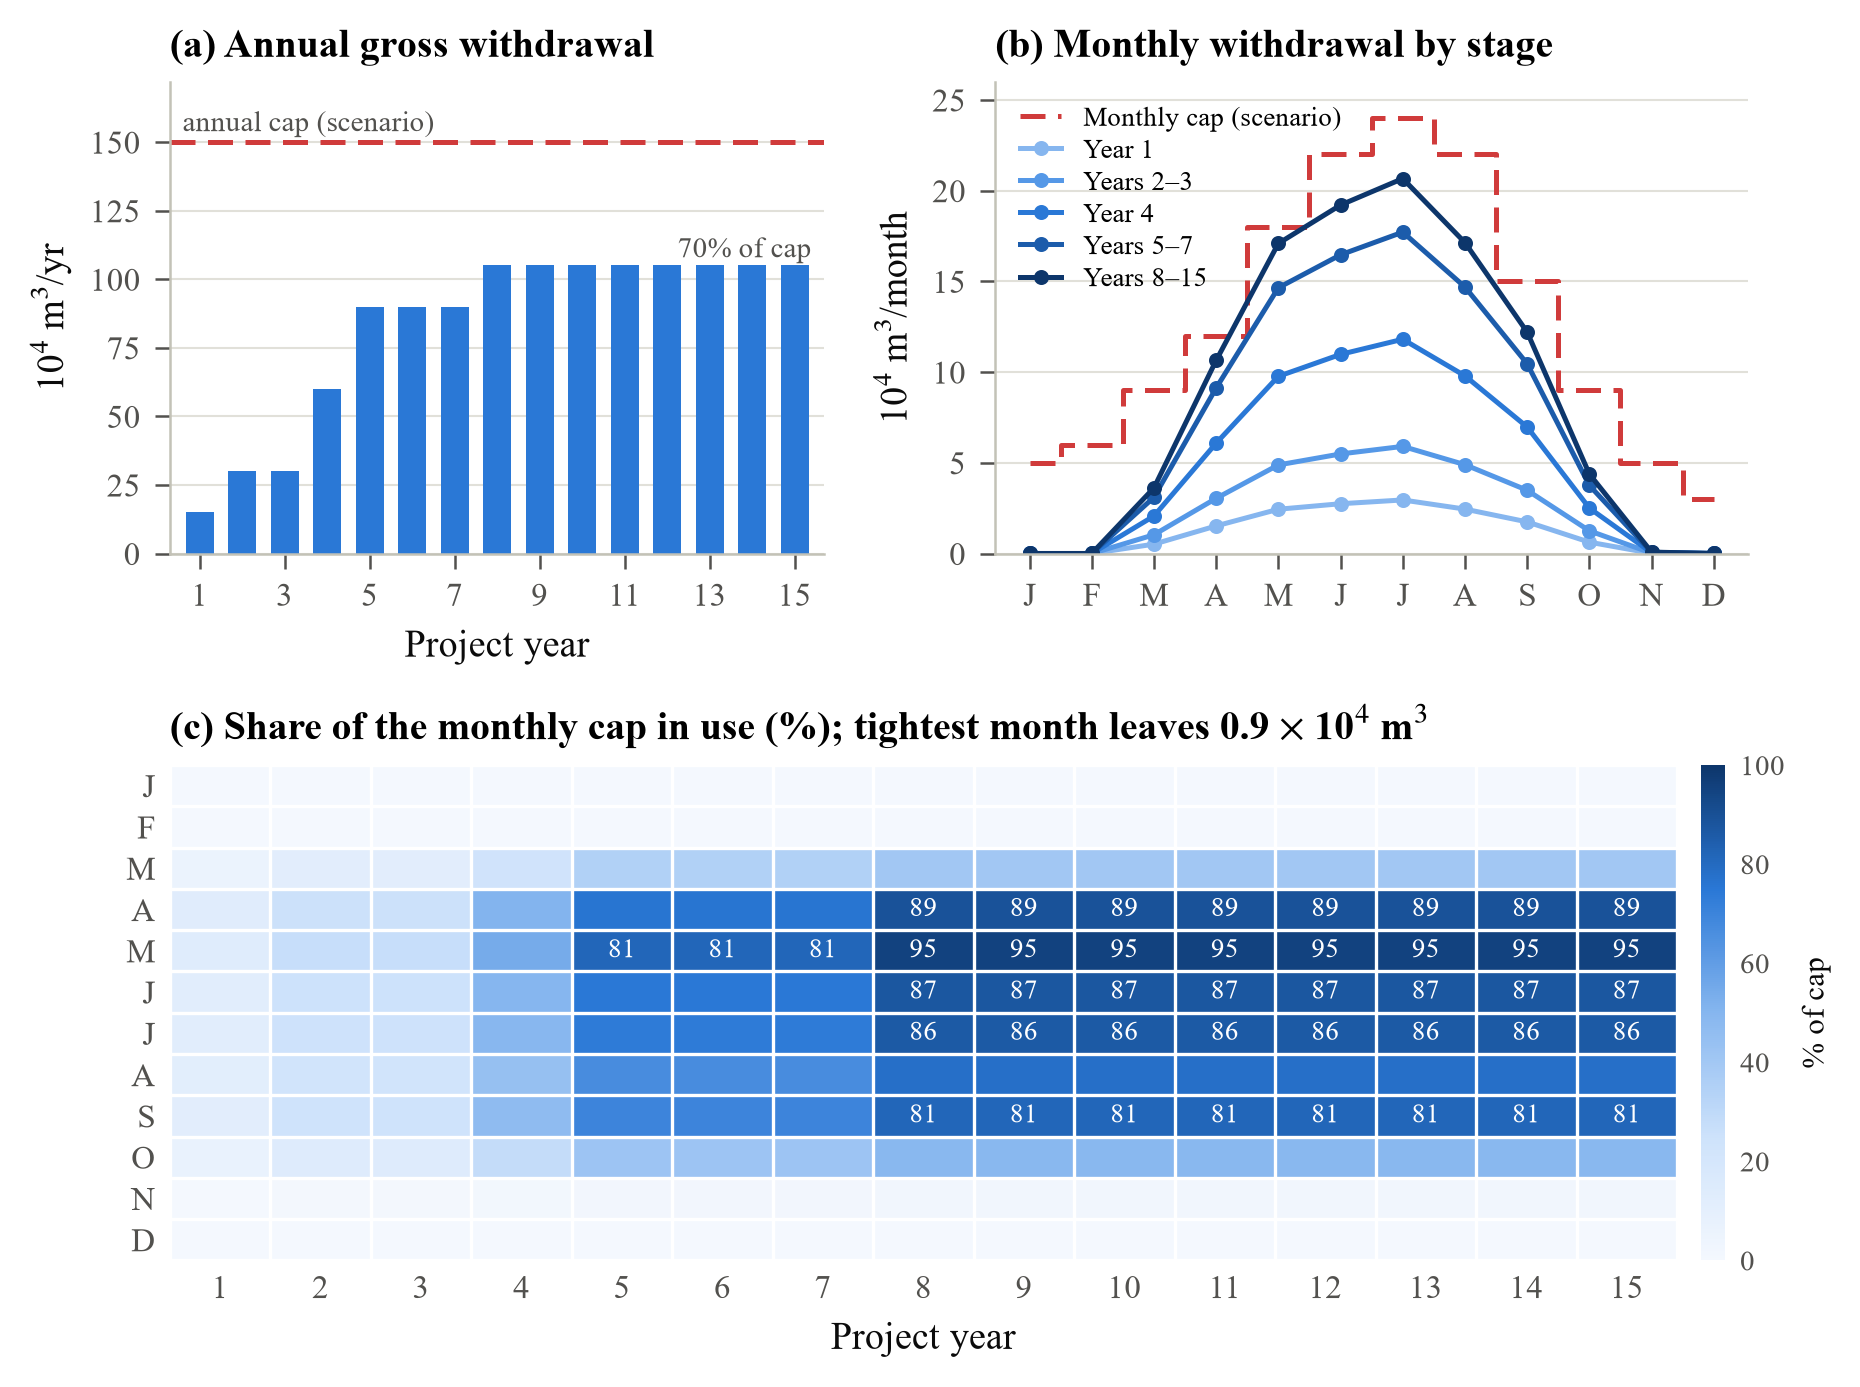 (a) Annual gross withdrawal
annual cap (scenario)
70% of cap
150
125
100
75
50
25
0
10⁴ m³/yr
1 3 5 7 9 11 13 15
Project year
(b) Monthly withdrawal by stage
Monthly cap (scenario)
Year 1
Years 2–3
Year 4
Years 5–7
Years 8–15
25
20
15
10
5
0
10⁴ m³/month
J F M A M J J A S O N D
(c) Share of the monthly cap in use (%); tightest month leaves 0.9 × 10⁴ m³
J
F
M
A 89 89 89 89 89 89 89 89
M 81 81 81 95 95 95 95 95 95 95 95
J 87 87 87 87 87 87 87 87
J 86 86 86 86 86 86 86 86
A
S 81 81 81 81 81 81 81 81
O
N
D
1 2 3 4 5 6 7 8 9 10 11 12 13 14 15
Project year
100
80
60
40
20
0
% of cap